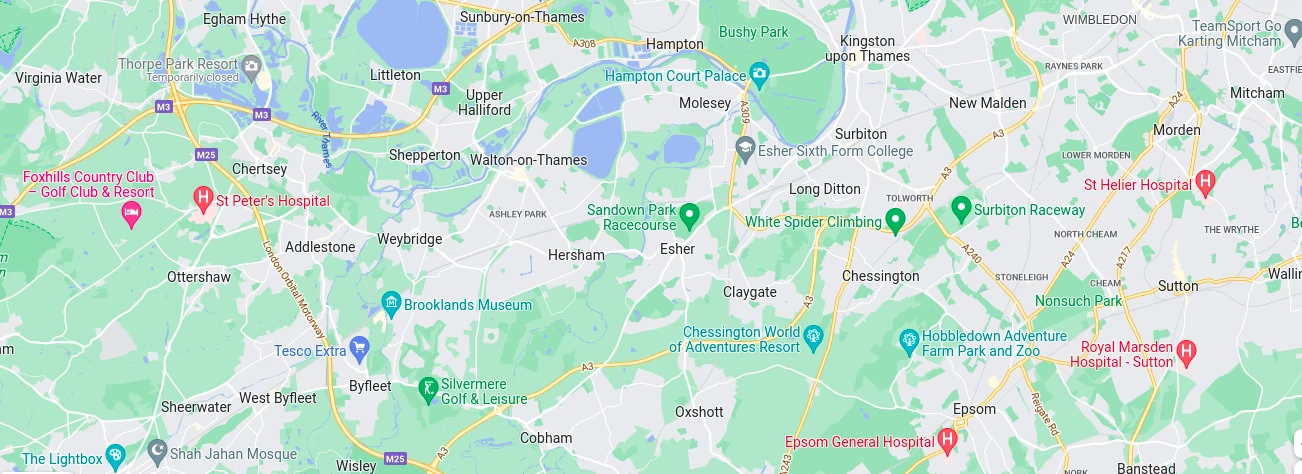 Egham Hythe
Sunbury-on-Thames
WIMBLEDON
TeamSport Go
Karting Mitcham
Bushy Park
A308
Hampton
Kingston
upon Thames
Thorpe Park Resort
Temporarily closed
Virginia Water
Littleton
Hampton Court Palace
RAYNES PARK
EASTFIE
M3
M3
M3
Upper
Halliford
Molesey
A309
New Malden
A24
Mitcham
River Thames
Surbiton
A3
Morden
M25
Shepperton
Walton-on-Thames
Esher Sixth Form College
LOWER MORDEN
Chertsey
Foxhills Country Club
– Golf Club & Resort
St Peter's Hospital
Long Ditton
A3
St Helier Hospital
M3
ASHLEY PARK
Sandown Park
Racecourse
TOLWORTH
White Spider Climbing
Surbiton Raceway
Addlestone
Weybridge
Hersham
Esher
NORTH CHEAM
THE WRYTHE
A240
A24
A217
Ottershaw
London Orbital Motorway
Chessington
STONELEIGH
CHEAM
Sutton
Wallin
Claygate
A3
Nonsuch Park
Brooklands Museum
Chessington World
of Adventures Resort
Hobbledown Adventure
Farm Park and Zoo
Royal Marsden
Hospital - Sutton
Tesco Extra
A3
Byfleet
Silvermere
Golf & Leisure
West Byfleet
Sheerwater
Oxshott
Epsom
Reigate Rd
Cobham
Epsom General Hospital
The Lightbox
Shah Jahan Mosque
M25
A3
Wisley
A243
NORK
Banstead